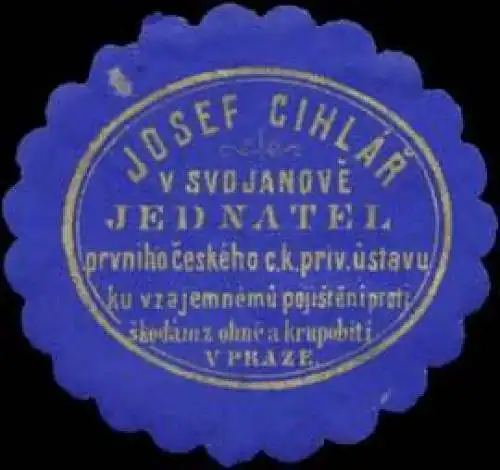 JOSEF CIHLÁŘ
V SVOJANOVĚ
JEDNATEL
prvního českého c.k. priv. ústavu
ku vzájemnému pojištění proti
škodám z ohně a krupobití
V PRAZE.